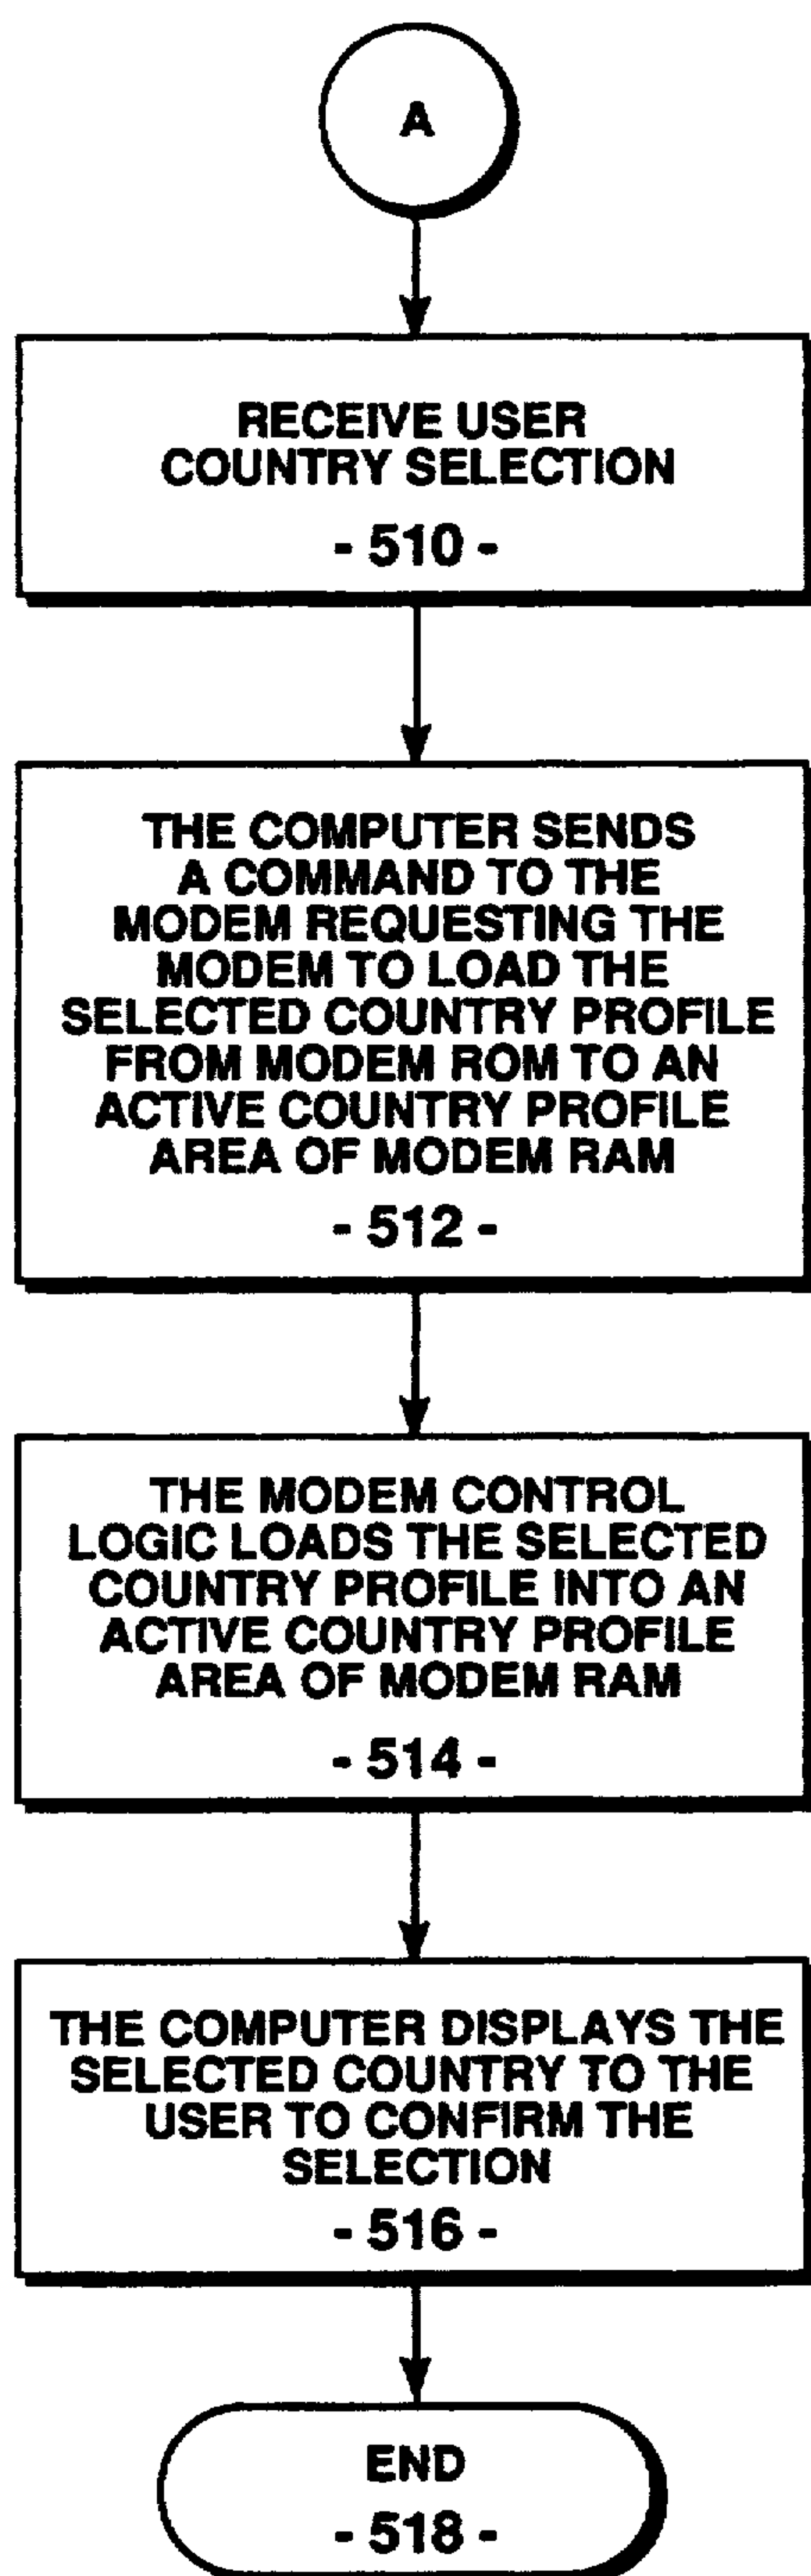 A
RECEIVE USER
COUNTRY SELECTION
- 510 -
THE COMPUTER SENDS
A COMMAND TO THE
MODEM REQUESTING THE
MODEM TO LOAD THE
SELECTED COUNTRY PROFILE
FROM MODEM ROM TO AN
ACTIVE COUNTRY PROFILE
AREA OF MODEM RAM
- 512 -
THE MODEM CONTROL
LOGIC LOADS THE SELECTED
COUNTRY PROFILE INTO AN
ACTIVE COUNTRY PROFILE
AREA OF MODEM RAM
- 514 -
THE COMPUTER DISPLAYS THE
SELECTED COUNTRY TO THE
USER TO CONFIRM THE
SELECTION
- 516 -
END
- 518 -